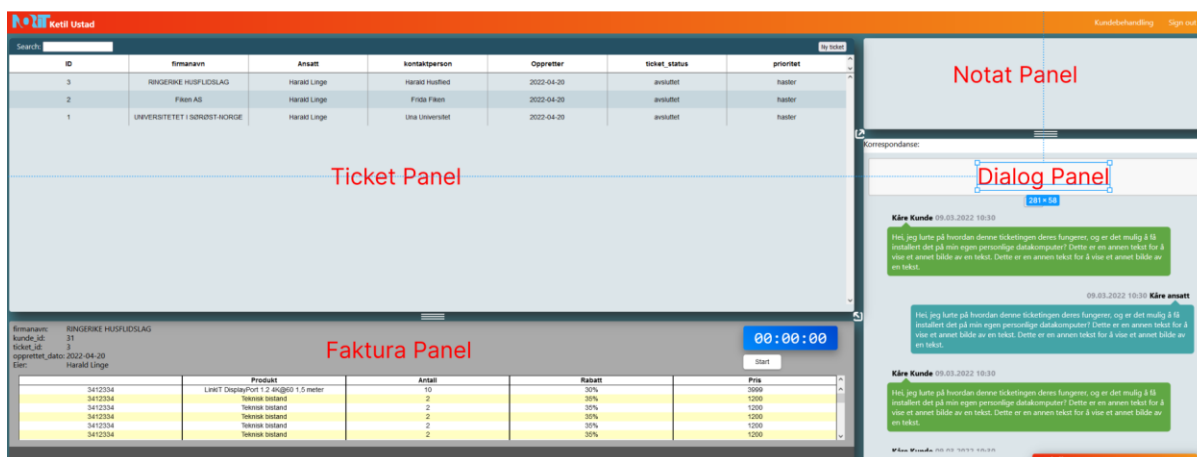 NORIT Ketil Ustad Kundebehandling Sign out
Search: Ny ticket
ID firmanavn Ansatt kontaktperson Oppretter ticket_status prioritet
3 RINGERIKE HUSFLIDSLAG Harald Linge Harald Husflied 2022-04-20 avsluttet haster
2 Fiken AS Harald Linge Frida Fiken 2022-04-20 avsluttet haster
1 UNIVERSITETET I SØRØST-NORGE Harald Linge Una Universitet 2022-04-20 avsluttet haster
Ticket Panel
Notat Panel
Korrespondanse:
Dialog Panel
281 × 58
Kåre Kunde 09.03.2022 10:30
Hei, jeg lurte på hvordan denne ticketingen deres fungerer, og er det mulig å få
installert det på min egen personlige datakomputer? Dette er en annen tekst for å
vise et annet bilde av en tekst. Dette er en annen tekst for å vise et annet bilde av
en tekst.
09.03.2022 10:30 Kåre ansatt
Hei, jeg lurte på hvordan denne ticketingen deres fungerer, og er det mulig å få
installert det på min egen personlige datakomputer? Dette er en annen tekst for å
vise et annet bilde av en tekst. Dette er en annen tekst for å vise et annet bilde av
en tekst.
Kåre Kunde 09.03.2022 10:30
Hei, jeg lurte på hvordan denne ticketingen deres fungerer, og er det mulig å få
installert det på min egen personlige datakomputer? Dette er en annen tekst for å
vise et annet bilde av en tekst. Dette er en annen tekst for å vise et annet bilde av
en tekst.
Kåre Kunde 09.03.2022 10:30
firmanavn: RINGERIKE HUSFLIDSLAG
kunde_id: 31
ticket_id: 3
opprettet_dato: 2022-04-20
Eier: Harald Linge
Faktura Panel
00:00:00
Start
Produkt Antall Rabatt Pris
3412334 LinkIT DisplayPort 1.2 4K@60 1,5 meter 10 30% 3999
3412334 Teknisk bistand 2 35% 1200
3412334 Teknisk bistand 2 35% 1200
3412334 Teknisk bistand 2 35% 1200
3412334 Teknisk bistand 2 35% 1200
3412334 Teknisk bistand 2 35% 1200